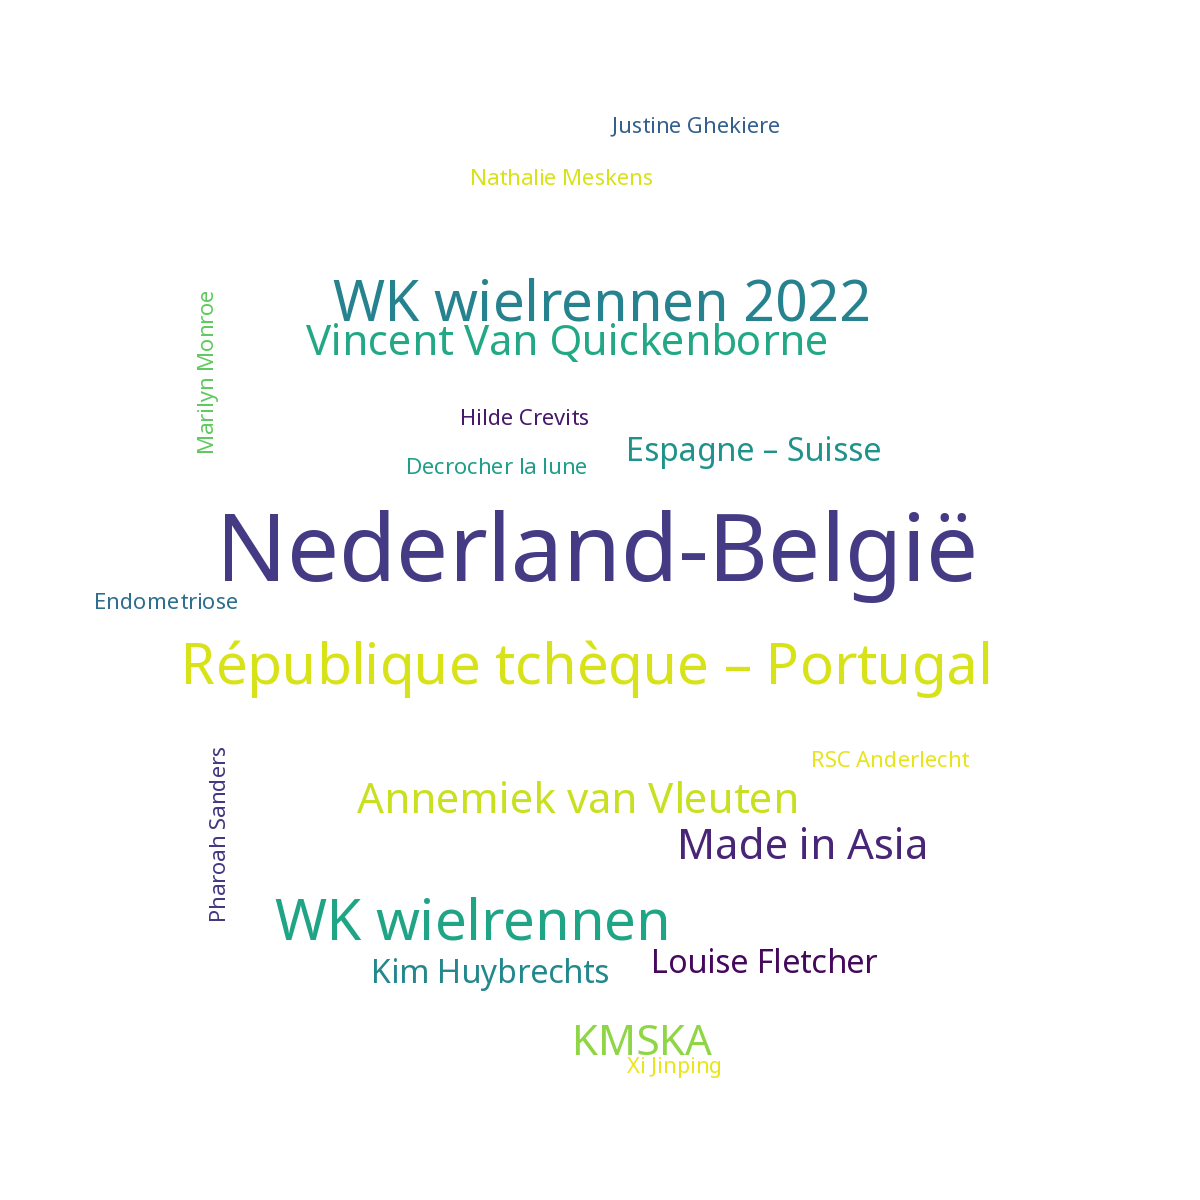 Justine Ghekiere
Nathalie Meskens
WK wielrennen 2022
Marilyn Monroe
Vincent Van Quickenborne
Hilde Crevits
Espagne – Suisse
Decrocher la lune
Nederland-België
Endometriose
République tchèque – Portugal
Pharoah Sanders
RSC Anderlecht
Annemiek van Vleuten
Made in Asia
WK wielrennen
Louise Fletcher
Kim Huybrechts
KMSKA
Xi Jinping